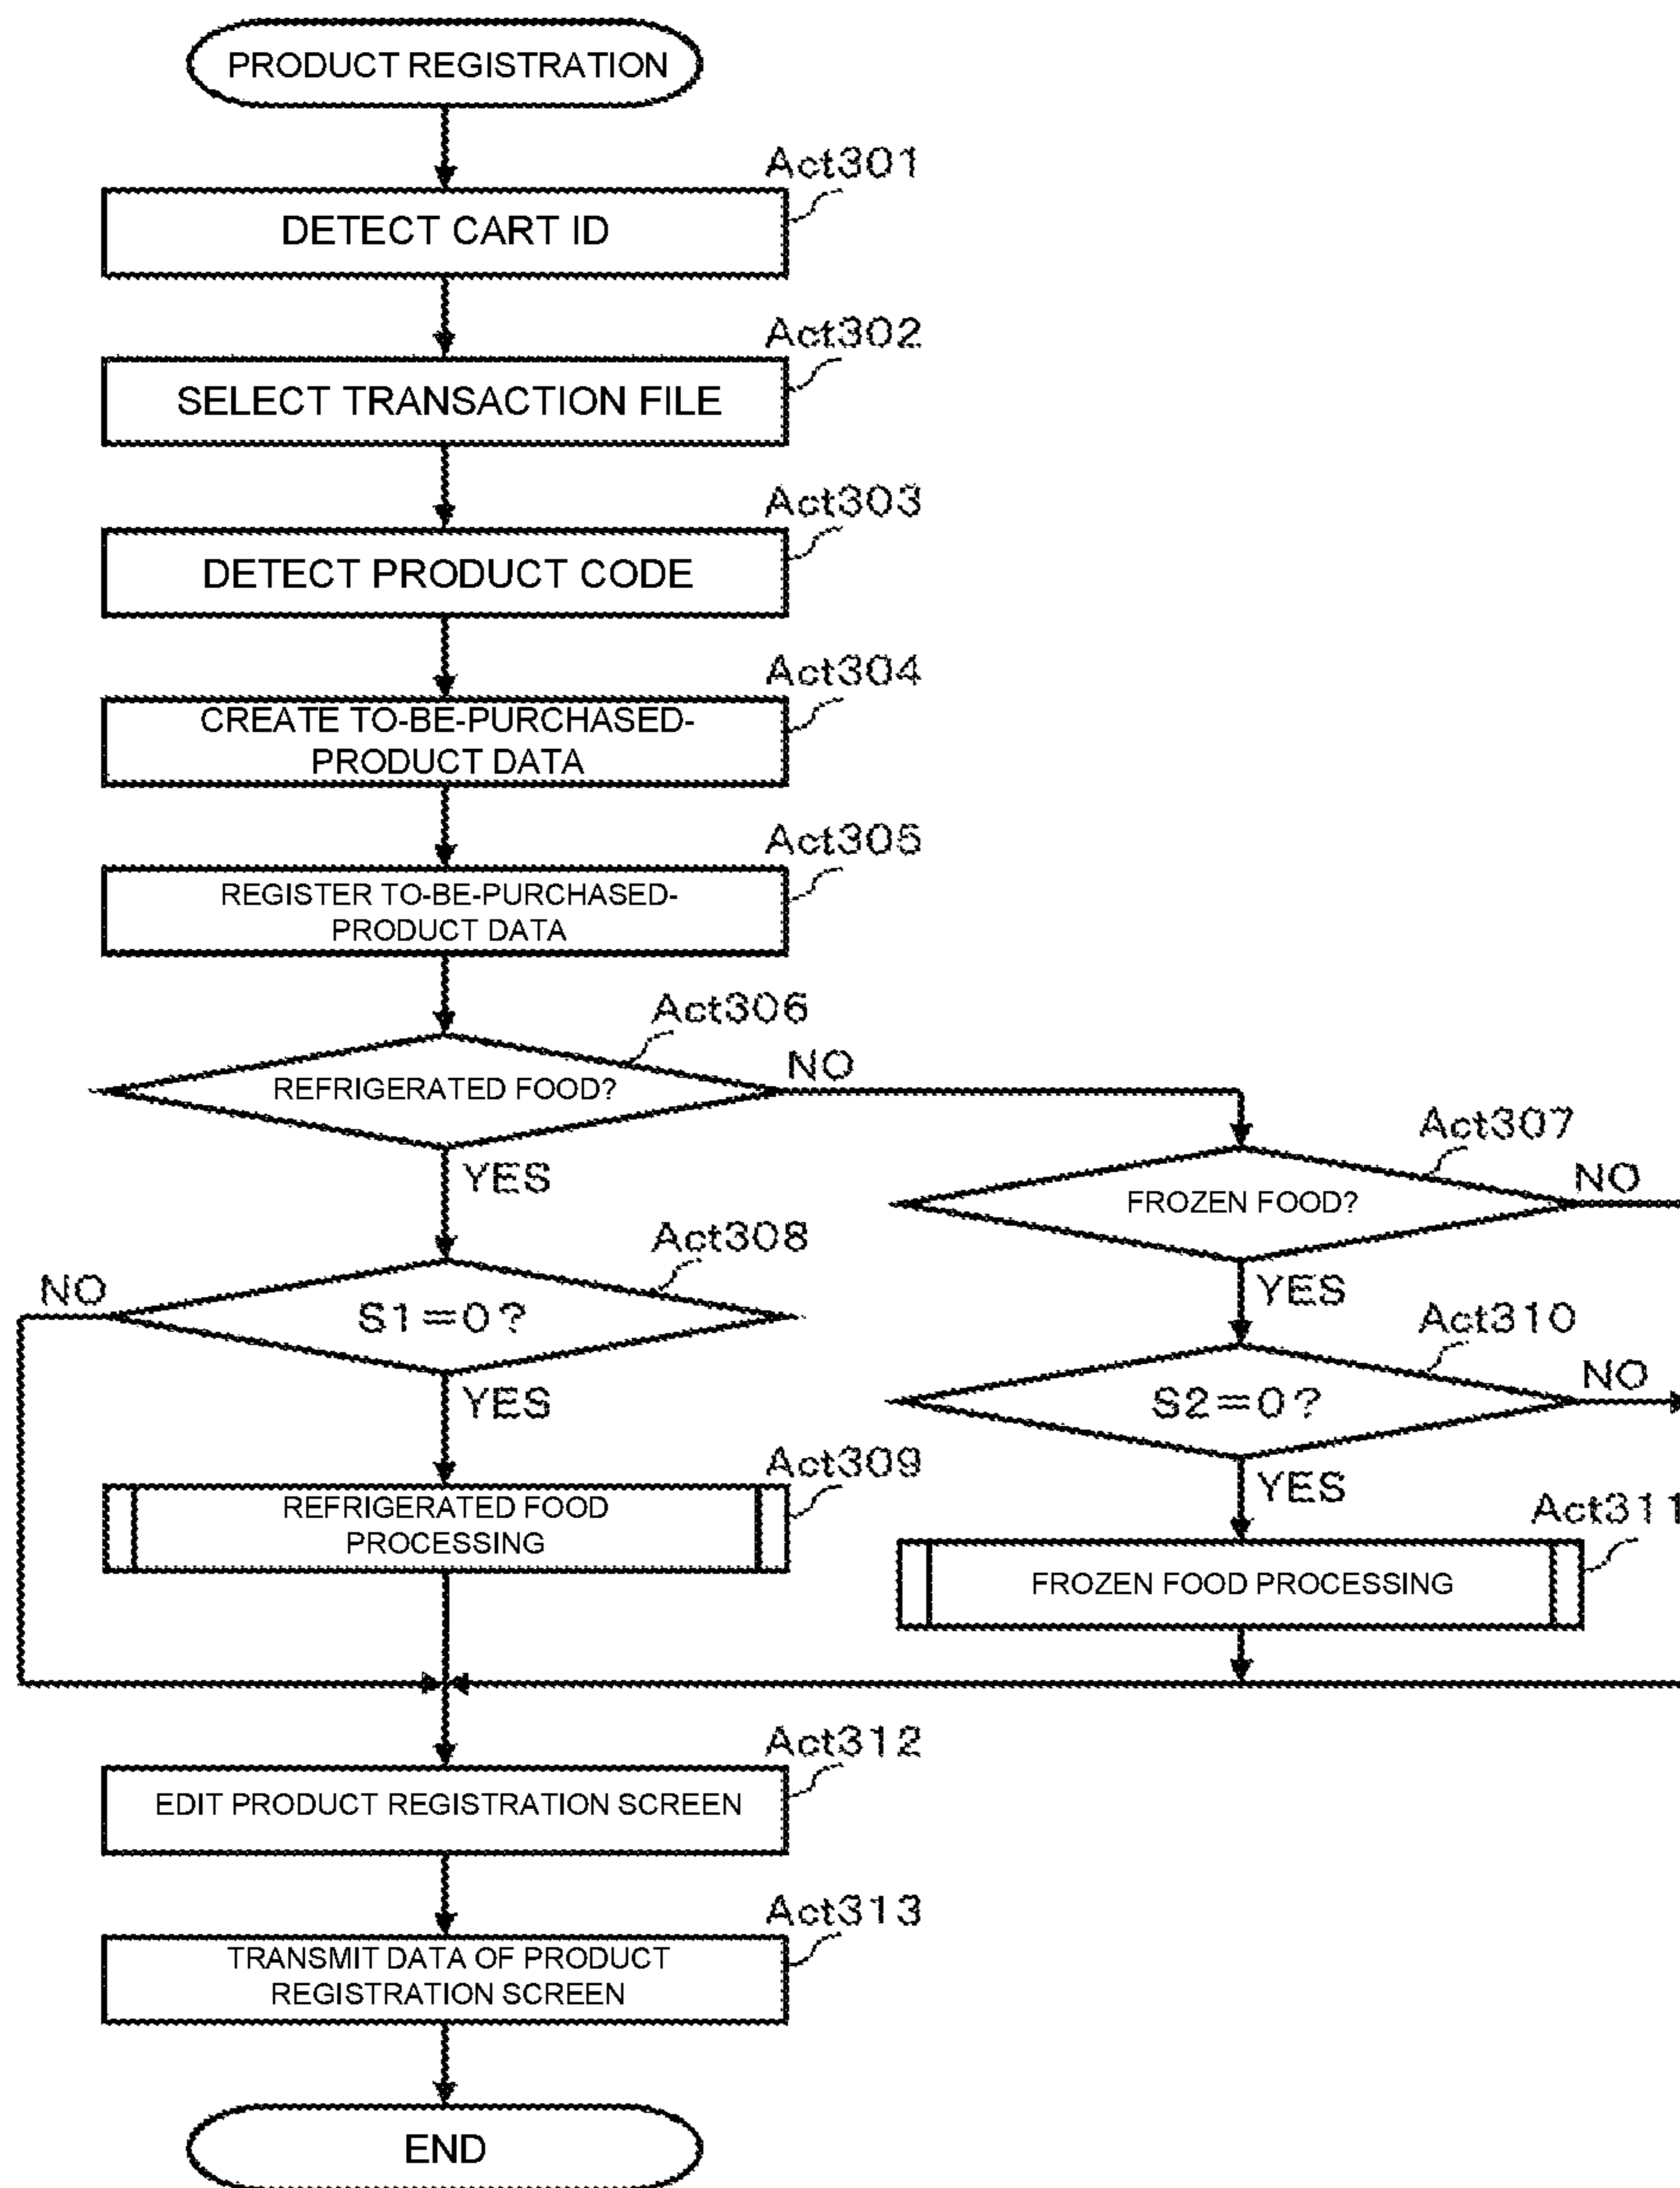 PRODUCT REGISTRATION
Act301
DETECT CART ID
Act302
SELECT TRANSACTION FILE
Act303
DETECT PRODUCT CODE
Act304
CREATE TO-BE-PURCHASED-
PRODUCT DATA
Act305
REGISTER TO-BE-PURCHASED-
PRODUCT DATA
Act306
REFRIGERATED FOOD?
NO
YES
Act307
FROZEN FOOD?
NO
YES
Act308
NO
S1=0?
YES
Act310
S2=0?
NO
YES
Act309
REFRIGERATED FOOD
PROCESSING
Act311
FROZEN FOOD PROCESSING
Act312
EDIT PRODUCT REGISTRATION SCREEN
Act313
TRANSMIT DATA OF PRODUCT
REGISTRATION SCREEN
END